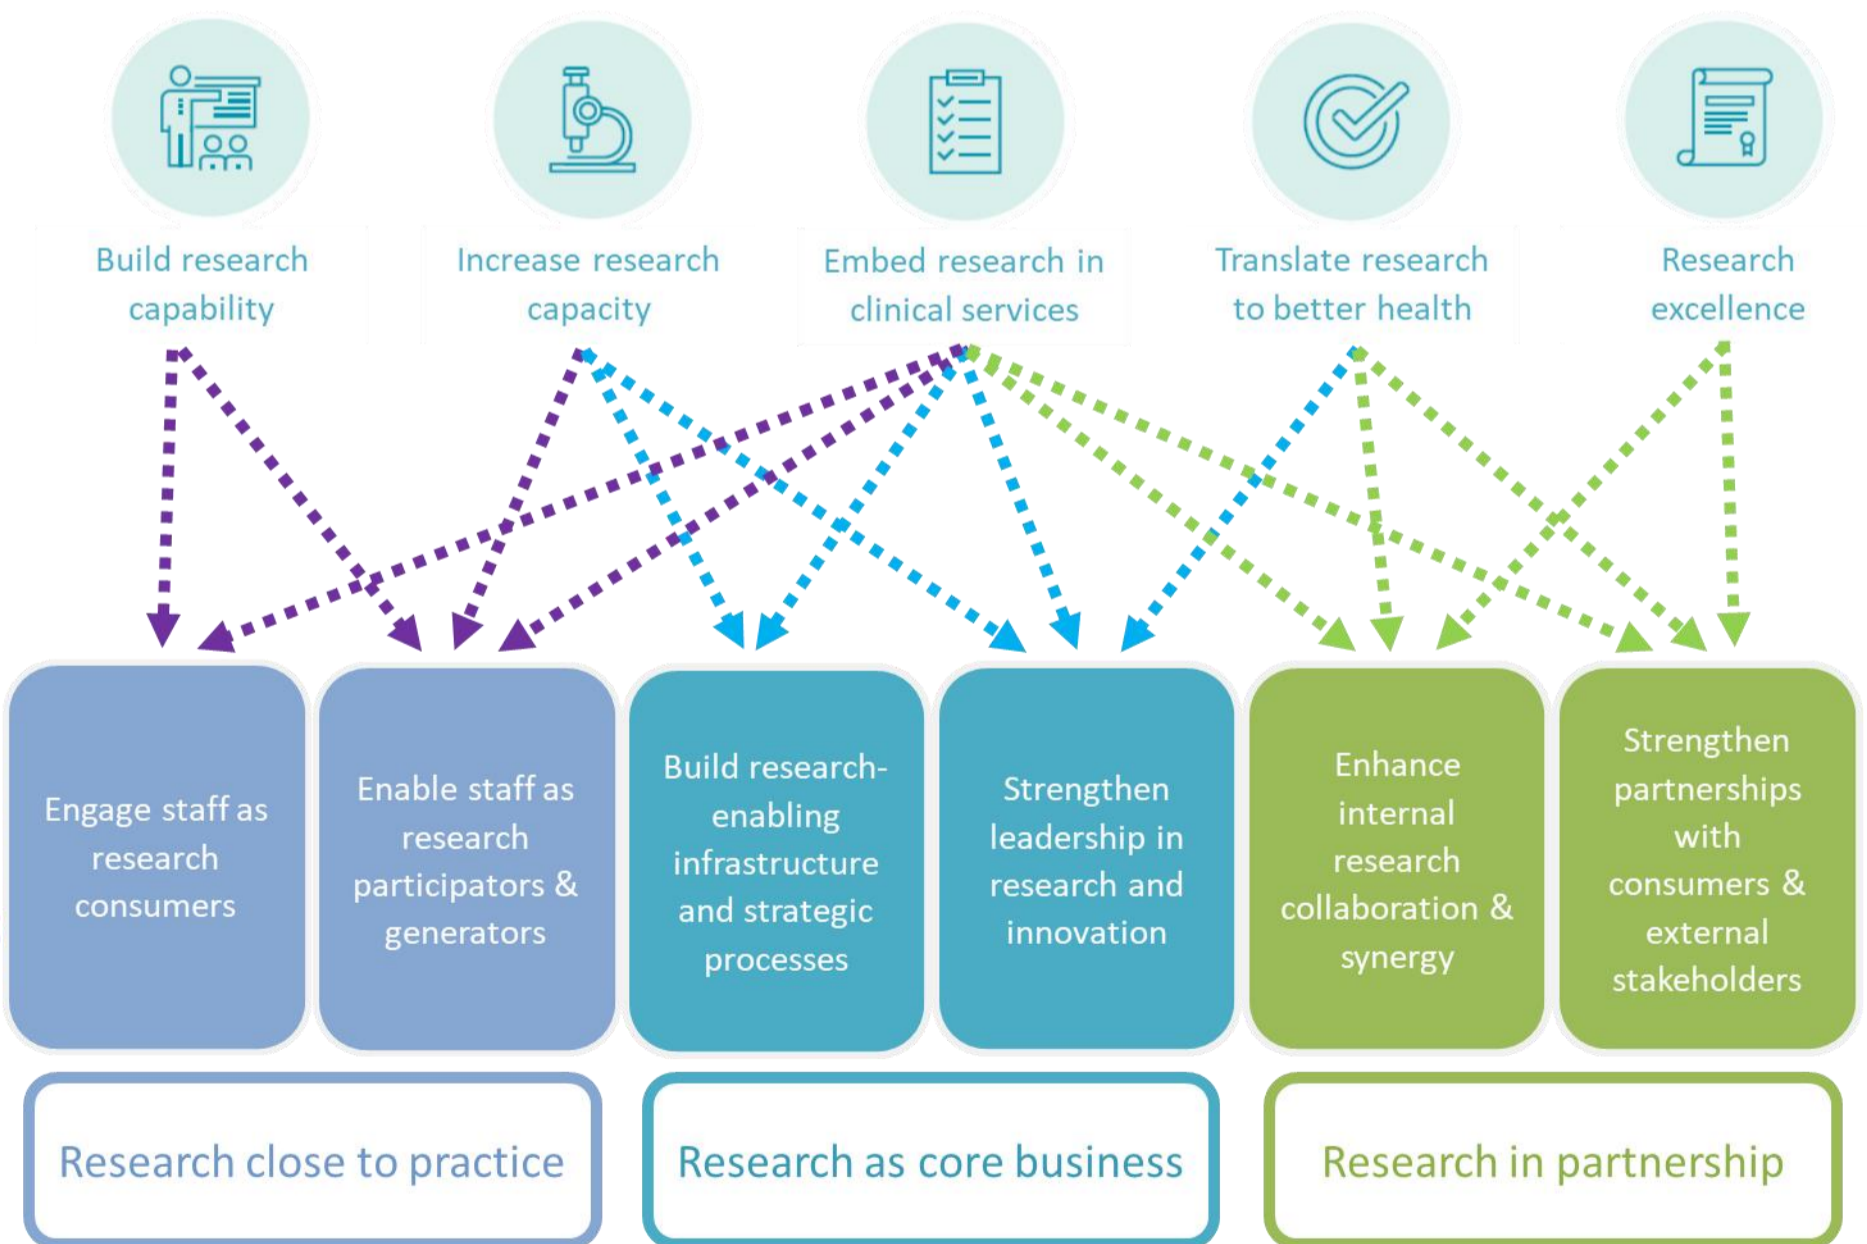 Build research
capability
Increase research
capacity
Embed research in
clinical services
Translate research
to better health
Research
excellence
Engage staff as
research
consumers
Enable staff as
research
participators &
generators
Build research-
enabling
infrastructure
and strategic
processes
Strengthen
leadership in
research and
innovation
Enhance
internal
research
collaboration &
synergy
Strengthen
partnerships
with
consumers &
external
stakeholders
Research close to practice
Research as core business
Research in partnership